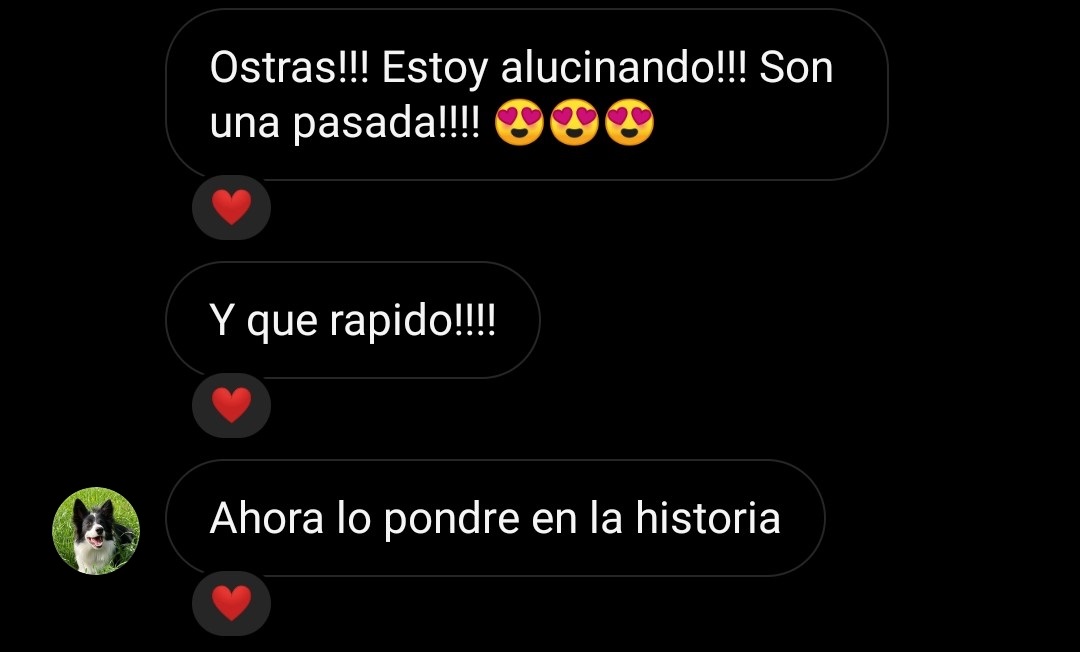 Ostras!!! Estoy alucinando!!! Son
una pasada!!!! 😍😍😍
Y que rapido!!!!
Ahora lo pondre en la historia